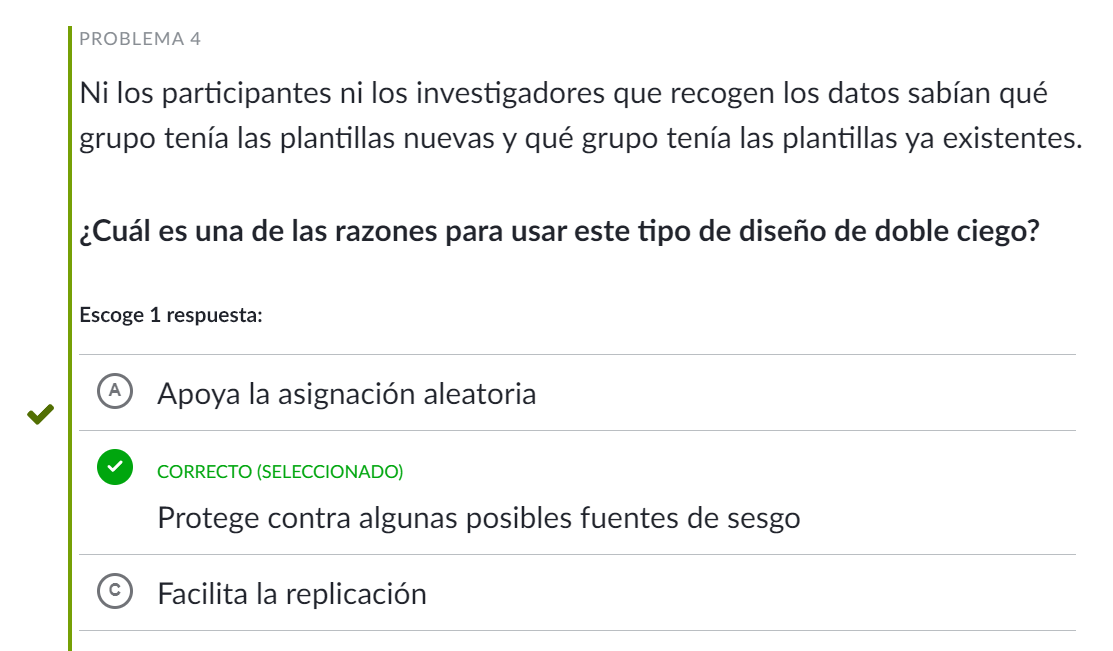 PROBLEMA 4
Ni los participantes ni los investigadores que recogen los datos sabían qué
grupo tenía las plantillas nuevas y qué grupo tenía las plantillas ya existentes.
¿Cuál es una de las razones para usar este tipo de diseño de doble ciego?
Escoge 1 respuesta:
A Apoya la asignación aleatoria
CORRECTO (SELECCIONADO)
Protege contra algunas posibles fuentes de sesgo
C Facilita la replicación